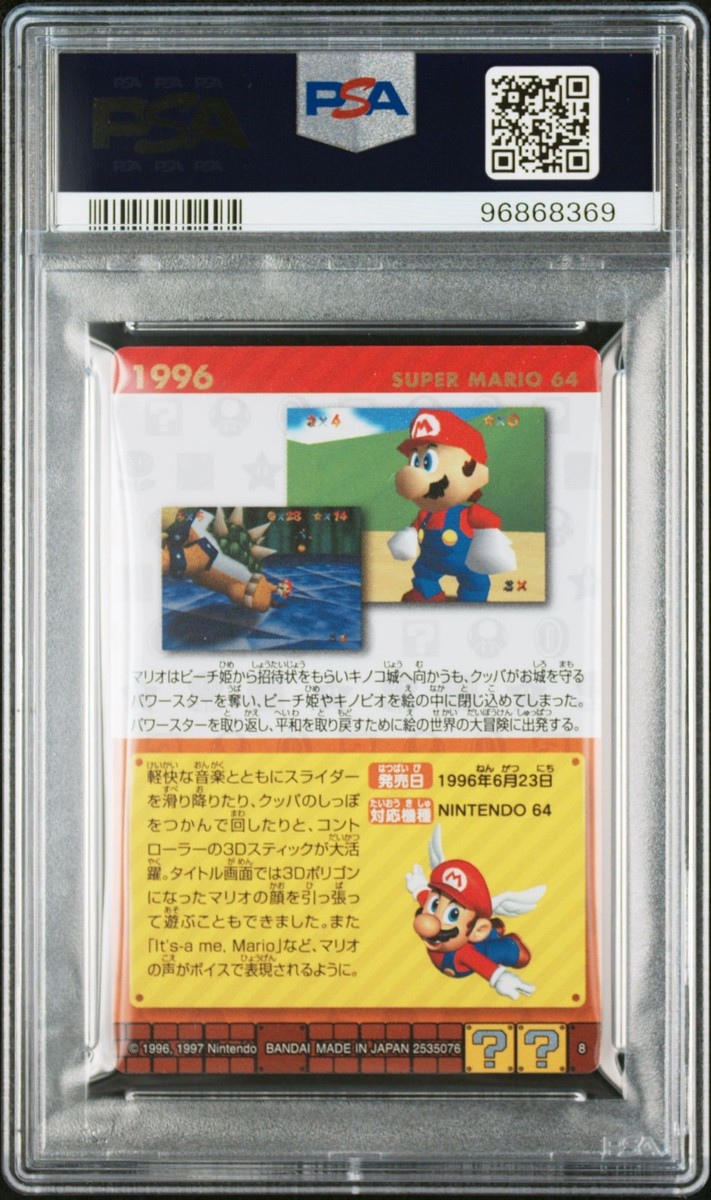 PSA PSA PSA
PSA
PSA PSA PSA
PSA
96868369
1996
SUPER MARIO 64
マリオはピーチ姫から招待状をもらいキノコ城へ向かうも、クッパがお城を守る
パワースターを奪い、ピーチ姫やキノピオを絵の中に閉じ込めてしまった。
パワースターを取り返し、平和を取り戻すために絵の世界の大冒険に出発する。
軽快な音楽とともにスライダー
を滑り降りたり、クッパのしっぽ
をつかんで回したりと、コント
ローラーの3Dスティックが大活
躍。タイトル画面では3Dポリゴン
になったマリオの顔を引っ張っ
て遊ぶこともできました。また
「It's-a me, Mario」など、マリオ
の声がボイスで表現されるように。
発売日 1996年6月23日
対応機種 NINTENDO 64
© 1996, 1997 Nintendo BANDAI MADE IN JAPAN 2535076
8